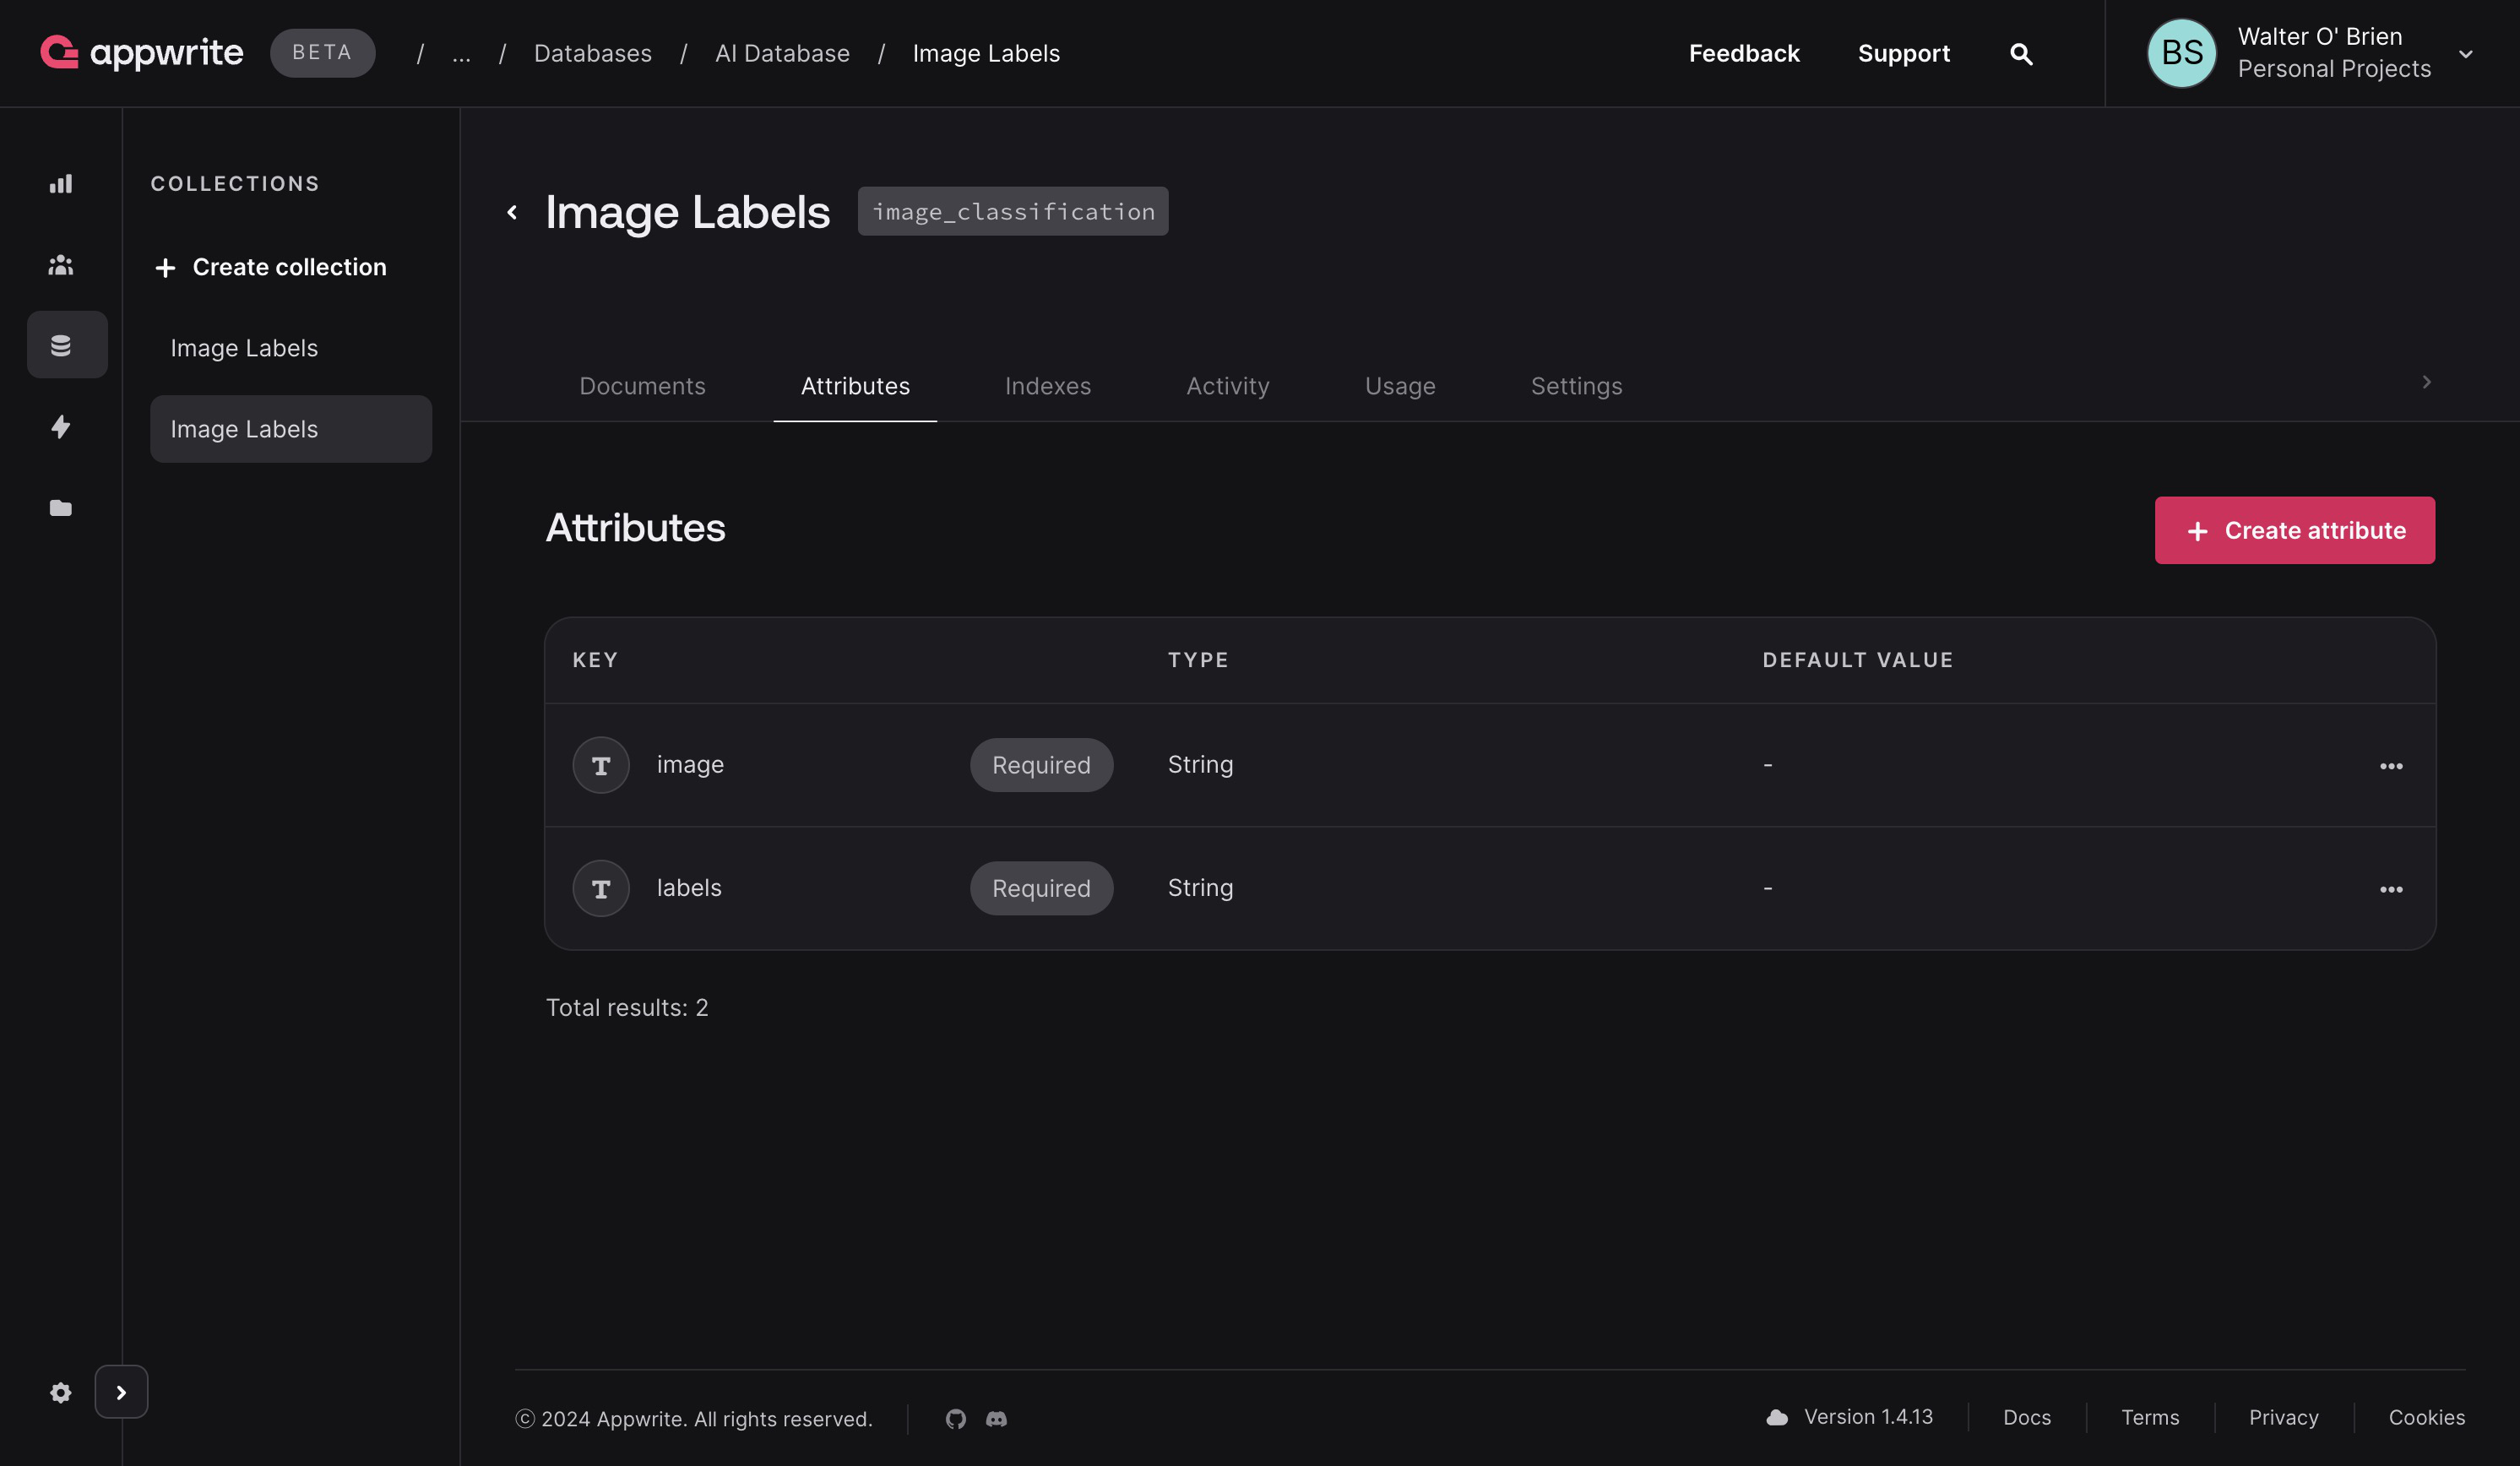 appwrite BETA / ... / Databases / AI Database / Image Labels Feedback Support BS Walter O' Brien
Personal Projects
COLLECTIONS
Create collection
Image Labels
Image Labels
Image Labels image_classification
Documents Attributes Indexes Activity Usage Settings
Attributes Create attribute
KEY TYPE DEFAULT VALUE
T image Required String -
T labels Required String -
Total results: 2
© 2024 Appwrite. All rights reserved. Version 1.4.13 Docs Terms Privacy Cookies